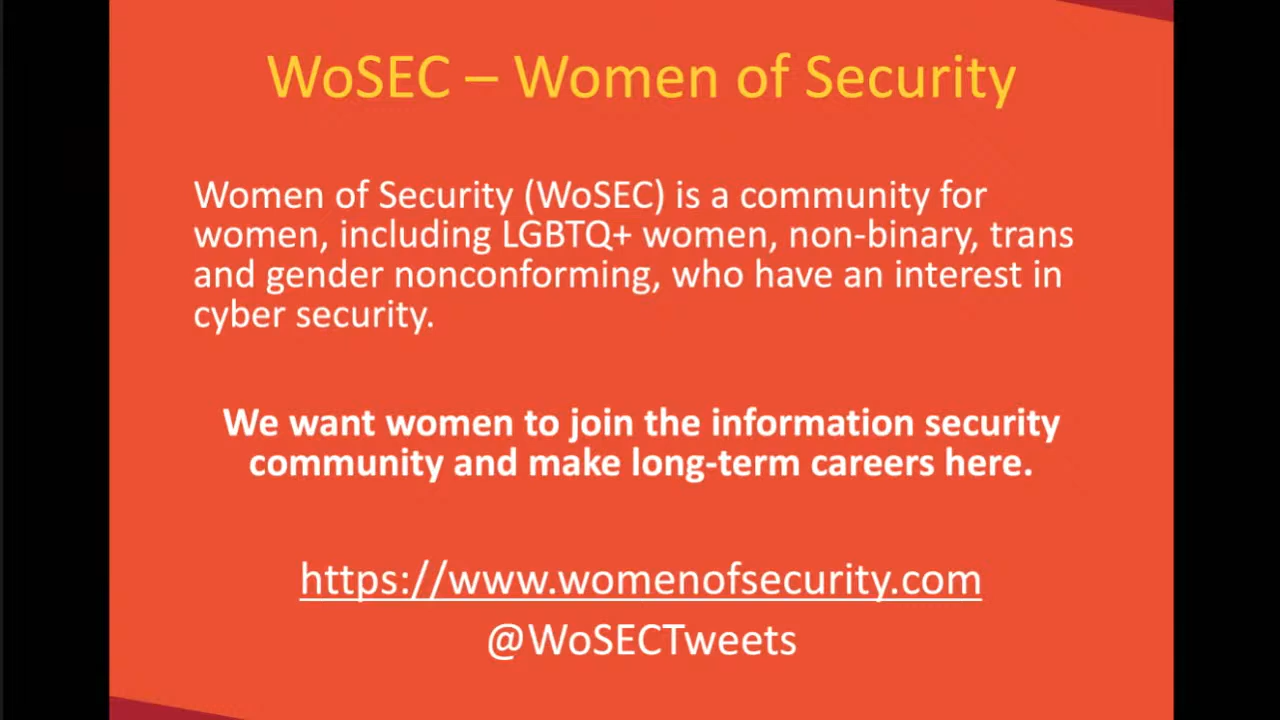 WoSEC – Women of Security
Women of Security (WoSEC) is a community for
women, including LGBTQ+ women, non-binary, trans
and gender nonconforming, who have an interest in
cyber security.
We want women to join the information security
community and make long-term careers here.
https://www.womenofsecurity.com
@WoSECTweets